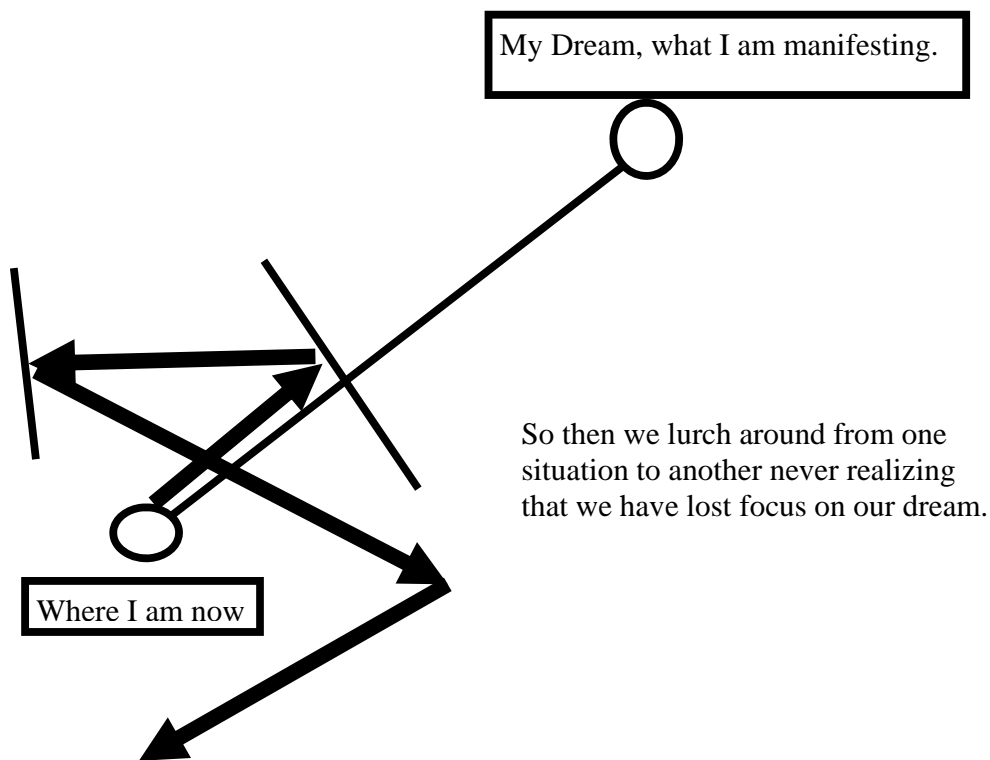 My Dream, what I am manifesting.
So then we lurch around from one
situation to another never realizing
that we have lost focus on our dream.
Where I am now